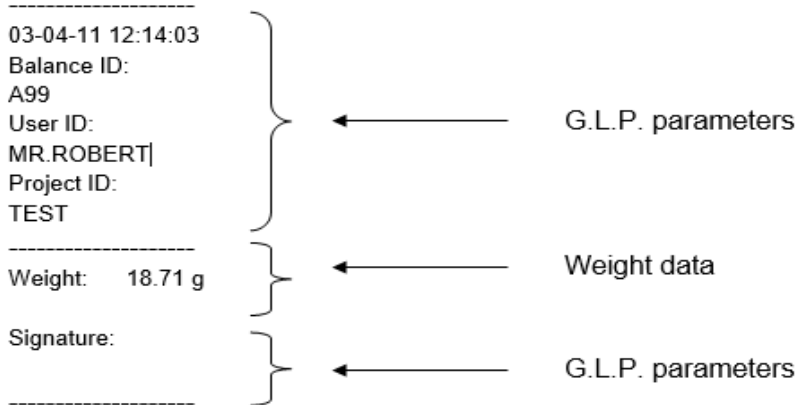 ---------------------
03-04-11 12:14:03
Balance ID:
A99
User ID:
MR.ROBERT
Project ID:
TEST
G.L.P. parameters
---------------------
Weight: 18.71 g
Weight data
Signature:
G.L.P. parameters
---------------------